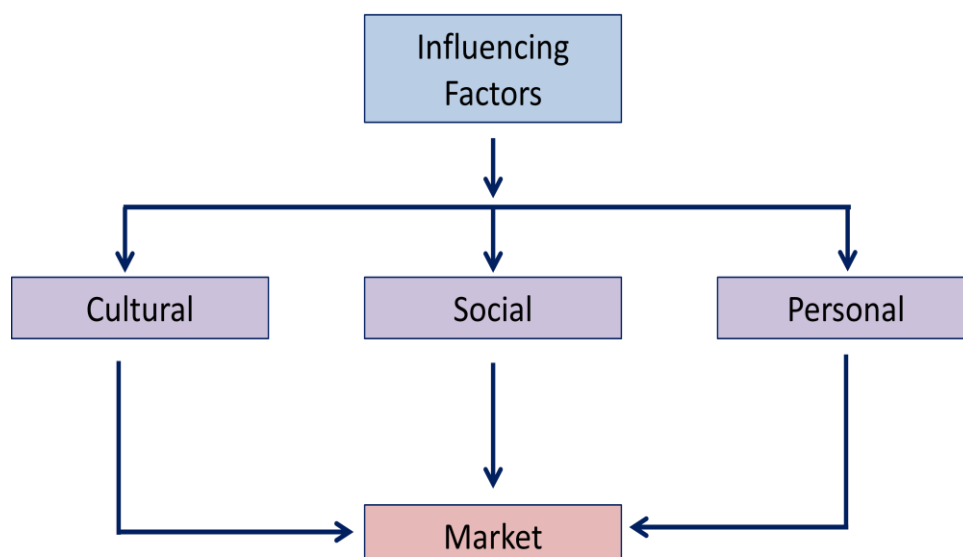 Influencing
Factors
Cultural
Social
Personal
Market